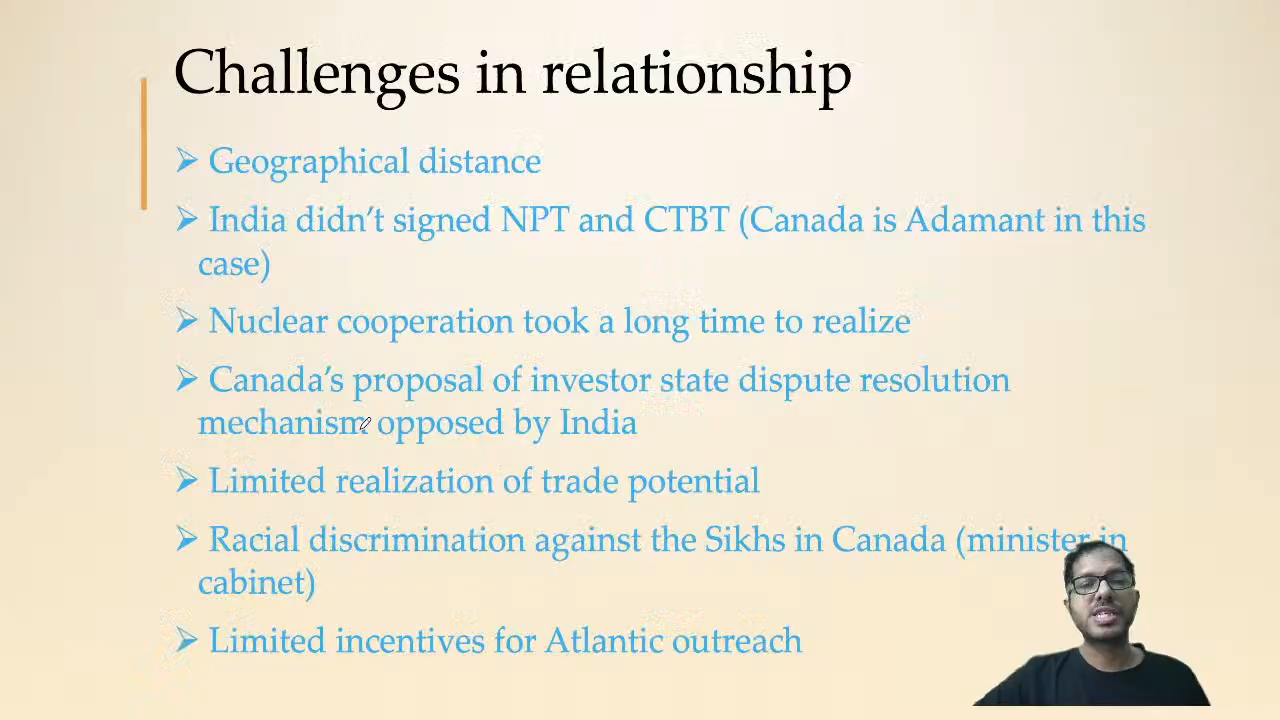 Challenges in relationship
➢ Geographical distance
➢ India didn’t signed NPT and CTBT (Canada is Adamant in this
case)
➢ Nuclear cooperation took a long time to realize
➢ Canada’s proposal of investor state dispute resolution
mechanism opposed by India
➢ Limited realization of trade potential
➢ Racial discrimination against the Sikhs in Canada (minister in
cabinet)
➢ Limited incentives for Atlantic outreach